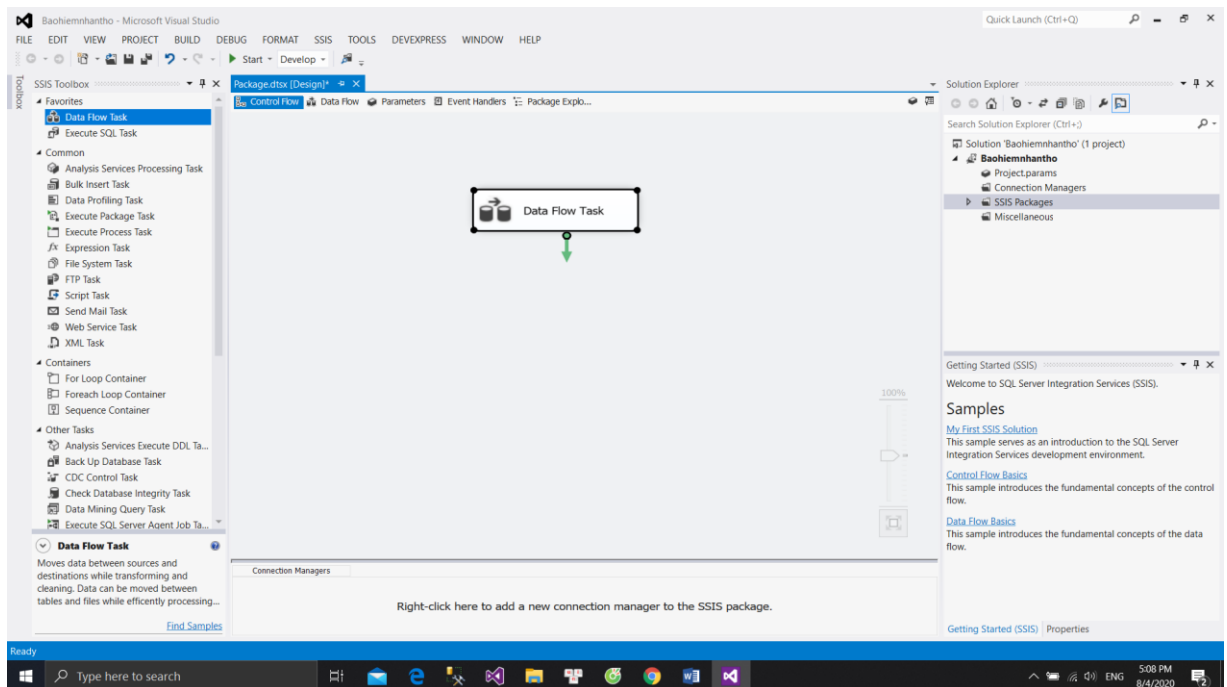 Baohiemnhantho - Microsoft Visual Studio
Quick Launch (Ctrl+Q)
FILE EDIT VIEW PROJECT BUILD DEBUG FORMAT SSIS TOOLS DEVEXPRESS WINDOW HELP
Start Develop
Toolbox
SSIS Toolbox
Favorites
Data Flow Task
Execute SQL Task
Common
Analysis Services Processing Task
Bulk Insert Task
Data Profiling Task
Execute Package Task
Execute Process Task
Expression Task
File System Task
FTP Task
Script Task
Send Mail Task
Web Service Task
XML Task
Containers
For Loop Container
Foreach Loop Container
Sequence Container
Other Tasks
Analysis Services Execute DDL Ta...
Back Up Database Task
CDC Control Task
Check Database Integrity Task
Data Mining Query Task
Execute SQL Server Agent Job Ta...
Data Flow Task
Moves data between sources and
destinations while transforming and
cleaning. Data can be moved between
tables and files while efficently processing...
Find Samples
Package.dtsx [Design]*
Control Flow Data Flow Parameters Event Handlers Package Explo...
Data Flow Task
100%
Connection Managers
Right-click here to add a new connection manager to the SSIS package.
Solution Explorer
Search Solution Explorer (Ctrl+;)
Solution 'Baohiemnhantho' (1 project)
Baohiemnhantho
Project.params
Connection Managers
SSIS Packages
Miscellaneous
Getting Started (SSIS)
Welcome to SQL Server Integration Services (SSIS).
Samples
My First SSIS Solution
This sample serves as an introduction to the SQL Server
Integration Services development environment.
Control Flow Basics
This sample introduces the fundamental concepts of the control
flow.
Data Flow Basics
This sample introduces the fundamental concepts of the data
flow.
Getting Started (SSIS) Properties
Ready
Type here to search
ENG
5:08 PM
8/4/2020